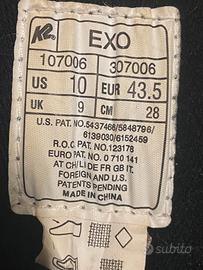 K2 EXO
107006 307006
US 10 EUR 43.5
UK 9 CM 28
U.S. PAT. NO.5437466/5848796/
6139030/6152459
R.O.C PAT.NO.123178
EURO PAT. NO 0 710 141
AT CH LI DE FR GB IT.
FOREIGN AND U.S.
PATENTS PENDING
MADE IN CHINA
subito